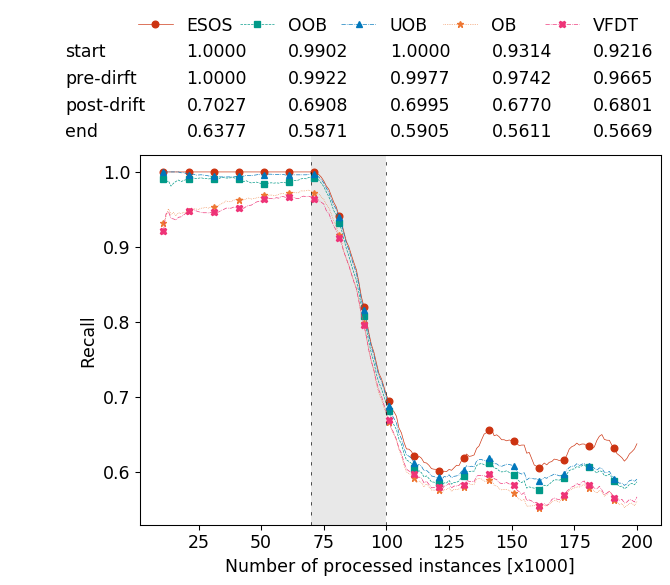 ESOS OOB UOB OB VFDT
start 1.0000 0.9902 1.0000 0.9314 0.9216
pre-dirft 1.0000 0.9922 0.9977 0.9742 0.9665
post-drift 0.7027 0.6908 0.6995 0.6770 0.6801
end 0.6377 0.5871 0.5905 0.5611 0.5669
1.0
0.9
0.8
0.7
0.6
Recall
25 50 75 100 125 150 175 200
Number of processed instances [x1000]